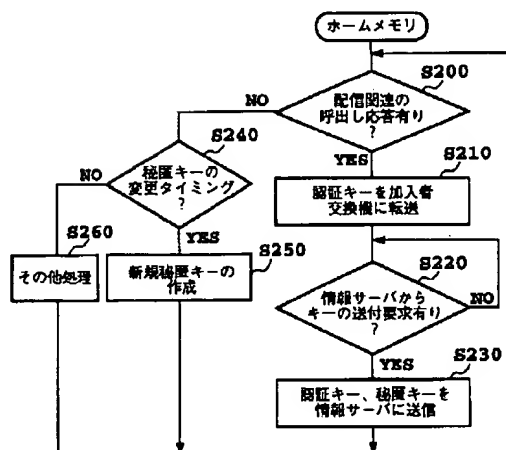 ホームメモリ
S200
配信関連の
呼出し応答有り
?
NO
YES
S240
秘匿キーの
変更タイミング
?
NO
YES
S210
認証キーを加入者
交換機に転送
S260
その他処理
S250
新規秘匿キーの
作成
S220
情報サーバから
キーの送付要求有り
?
NO
YES
S230
認証キー、秘匿キーを
情報サーバに送信